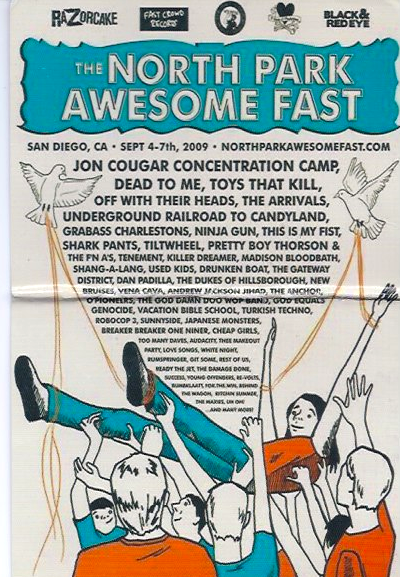 RAZORCAKE
FAST CROWD
RECORDS
BLACK&
RED EYE
THE NORTH PARK
AWESOME FAST
SAN DIEGO, CA • SEPT 4-7th, 2009 • NORTHPARKAWESOMEFAST.COM
JON COUGAR CONCENTRATION CAMP,
DEAD TO ME, TOYS THAT KILL,
OFF WITH THEIR HEADS, THE ARRIVALS,
UNDERGROUND RAILROAD TO CANDYLAND,
GRABASS CHARLESTONS, NINJA GUN, THIS IS MY FIST,
SHARK PANTS, TILTWHEEL, PRETTY BOY THORSON &
THE FN A'S, TENEMENT, KILLER DREAMER, MADISON BLOODBATH,
SHANG-A-LANG, USED KIDS, DRUNKEN BOAT, THE GATEWAY
DISTRICT, DAN PADILLA, THE DUKES OF HILLSBOROUGH, NEW
BRUISES, VENA CAVA, ANDREW JACKSON JIHAD, THE ANCHOR,
O'PIONEERS, THE GOD DAMN DOO WOP BAND, GOD EQUALS
GENOCIDE, VACATION BIBLE SCHOOL, TURKISH TECHNO,
ROBOCOP 3, SUNNYSIDE, JAPANESE MONSTERS,
BREAKER BREAKER ONE NINER, CHEAP GIRLS,
TOO MANY DAVES, AUDACITY, THEE MAKEOUT
PARTY, LOVE SONGS, WHITE NIGHT,
RUMSPRINGER, GIT SOME, REST OF US,
READY THE JET, THE DAMAGE DONE,
SUCCESS, YOUNG OFFENDERS, RE-VOLTS,
RUMBLEAATT, FOR.THE.WIN, BEHIND
THE WAGON, KITCHN SUMMER,
THE MAXIES, UH OH!
...AND MANY MORE!